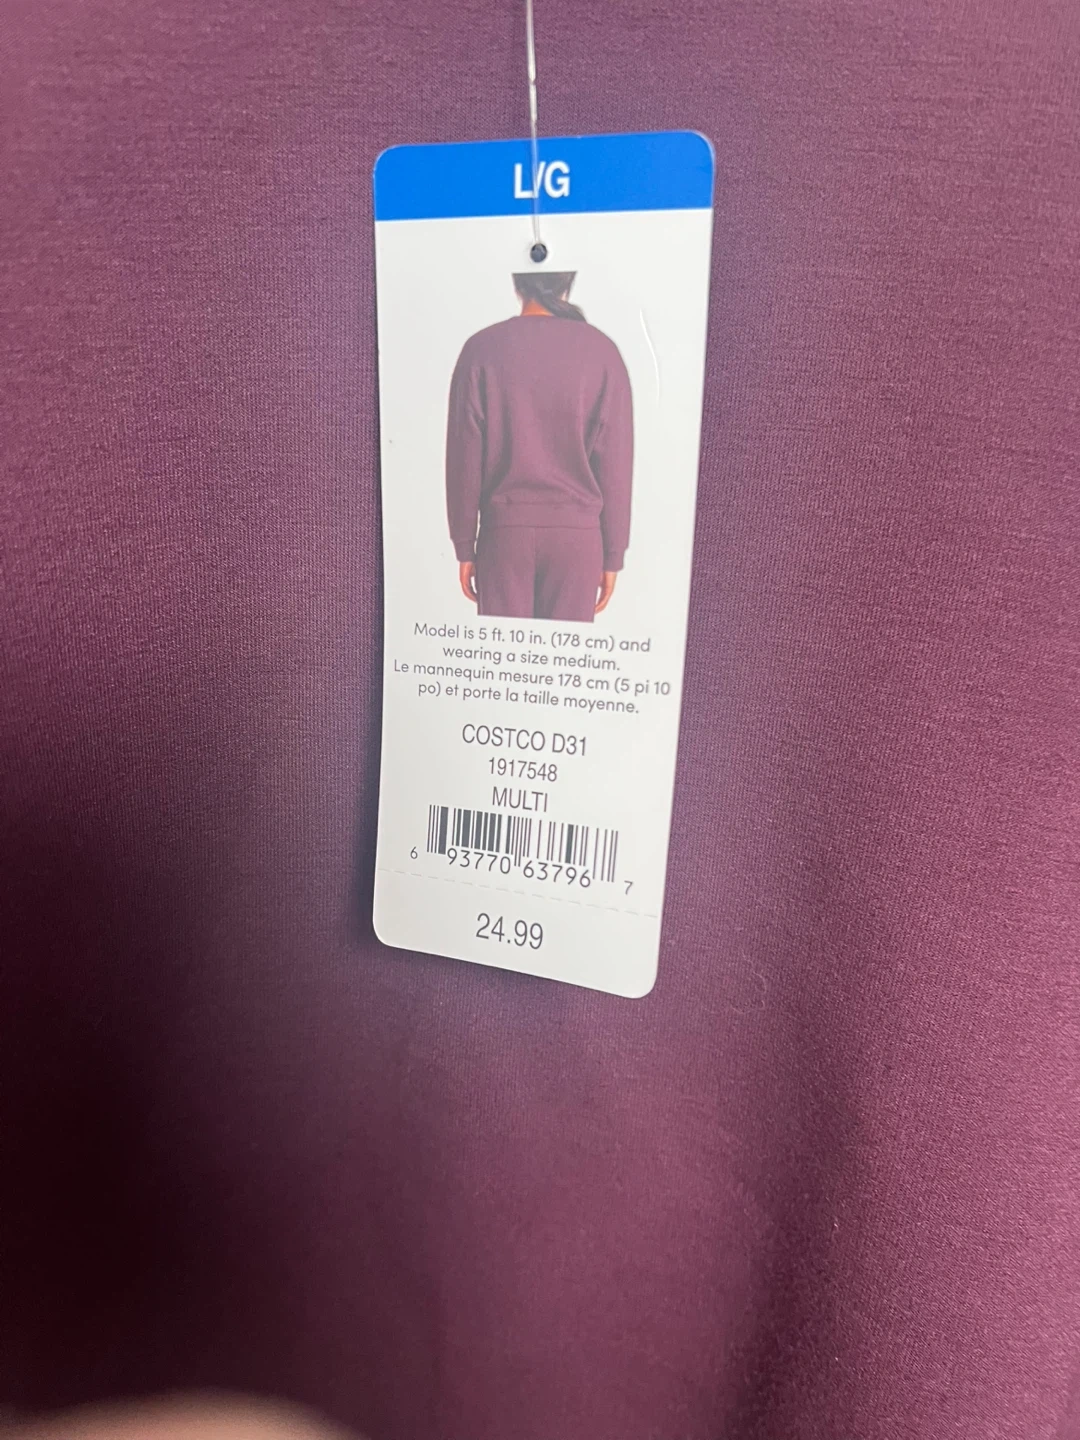 L/G
Model is 5 ft. 10 in. (178 cm) and
wearing a size medium.
Le mannequin mesure 178 cm (5 pi 10
po) et porte la taille moyenne.
COSTCO D31
1917548
MULTI
6 93770 63796 7
24.99